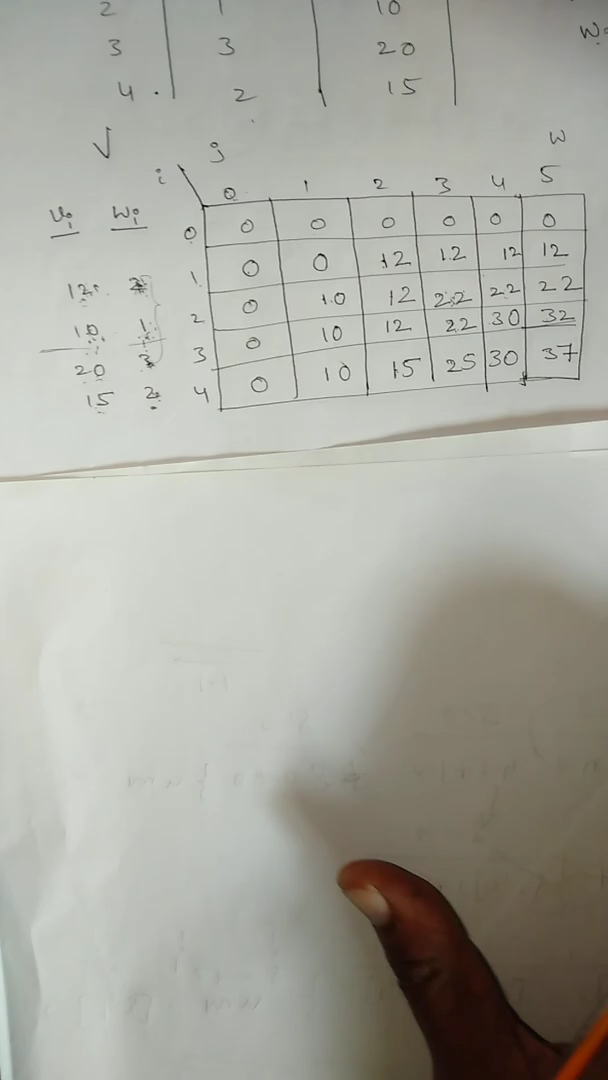 2 | 1 | 10
3 | 3 | 20
4 . | 2 | 15
W
j W
i 0 1 2 3 4 5
vi wi 0 0 0 0 0 0 0
1 0 0 12 12 12 12
12 2 2 0 10 12 22 22 22
10 1 3 0 10 12 22 30 32
20 3 4 0 10 15 25 30 37
15 2